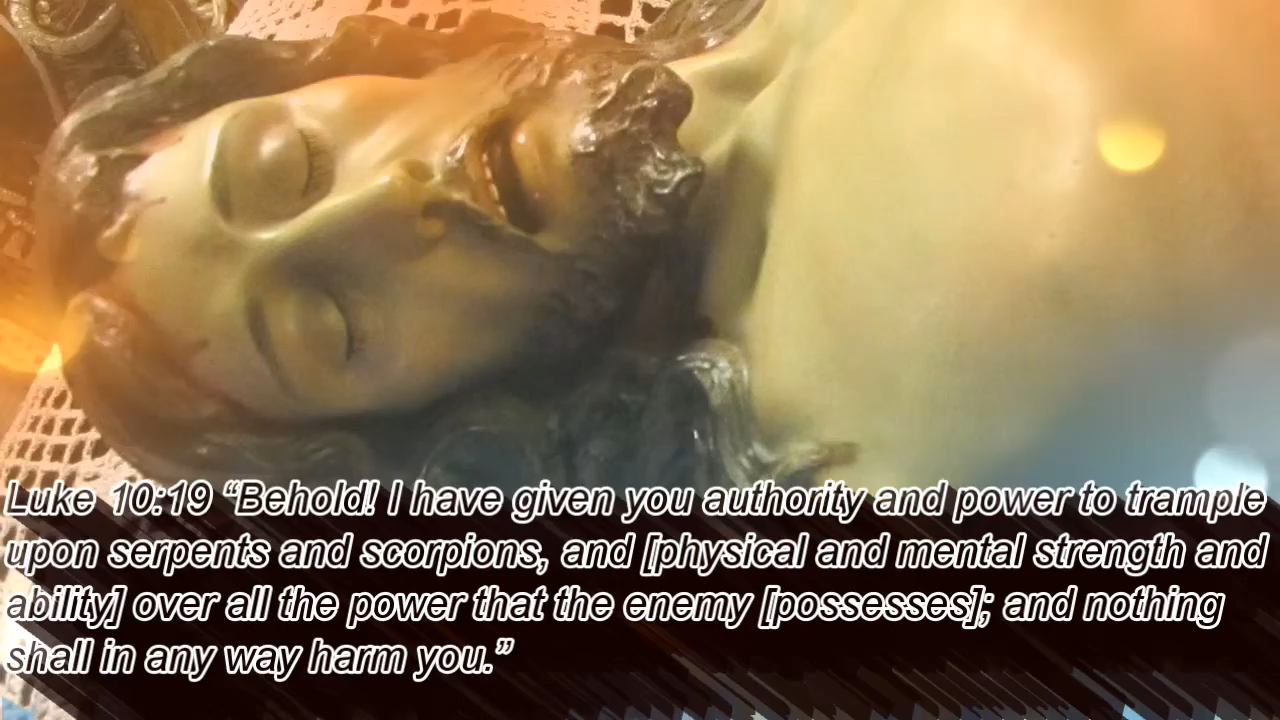 Luke 10:19 “Behold! I have given you authority and power to trample
upon serpents and scorpions, and [physical and mental strength and
ability] over all the power that the enemy [possesses]; and nothing
shall in any way harm you.”